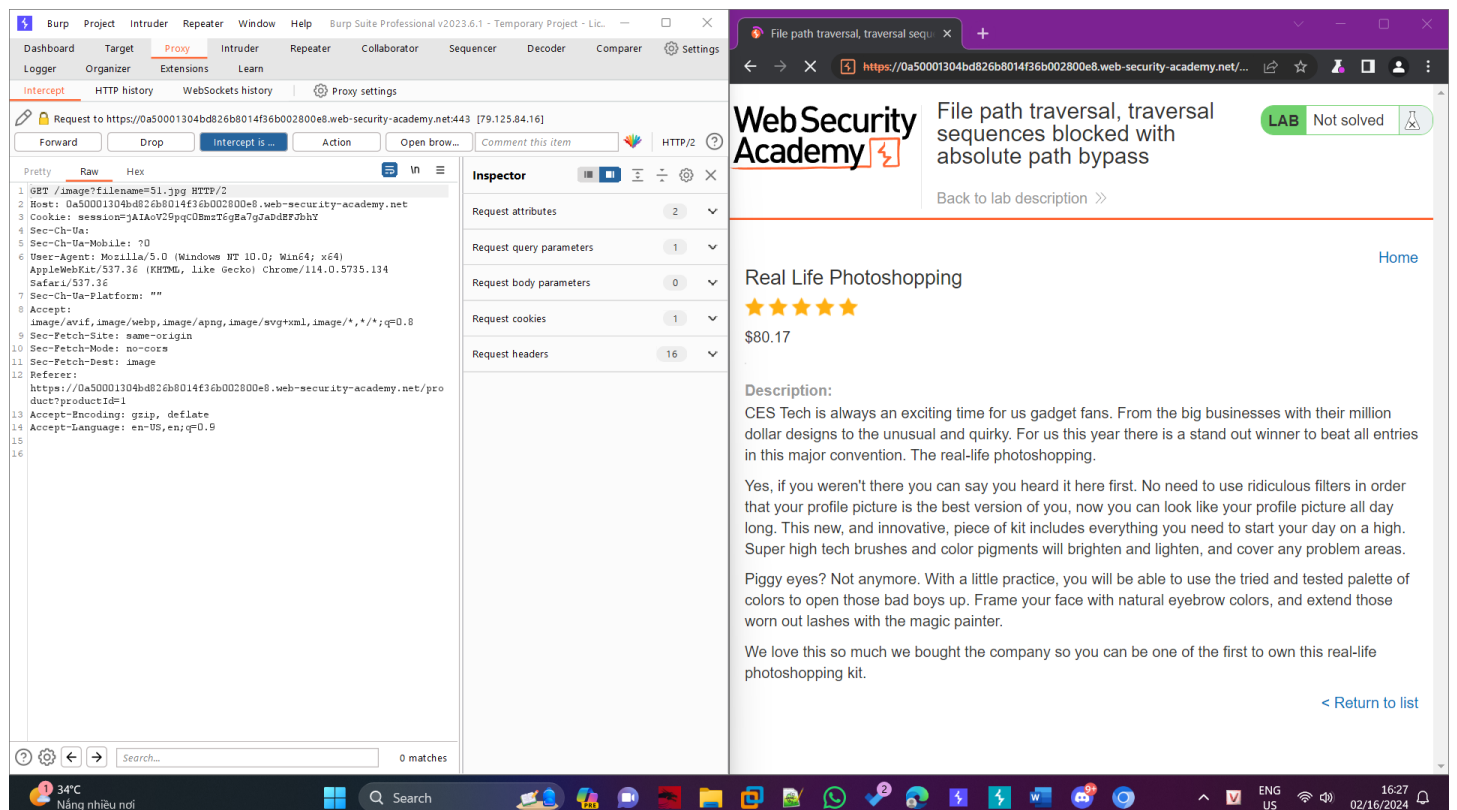 Burp Project Intruder Repeater Window Help Burp Suite Professional v2023.6.1 - Temporary Project - Lic...
Dashboard Target Proxy Intruder Repeater Collaborator Sequencer Decoder Comparer Settings
Logger Organizer Extensions Learn
Intercept HTTP history WebSockets history Proxy settings
Request to https://0a50001304bd826b8014f36b002800e8.web-security-academy.net:443 [79.125.84.16]
Forward Drop Intercept is ... Action Open brow... Comment this item HTTP/2 ?
Pretty Raw Hex \n
1 GET /image?filename=51.jpg HTTP/2
2 Host: 0a50001304bd826b8014f36b002800e8.web-security-academy.net
3 Cookie: session=jAIAoV29pqC0BmzT6gEa7gJaDdEFJbhY
4 Sec-Ch-Ua:
5 Sec-Ch-Ua-Mobile: ?0
6 User-Agent: Mozilla/5.0 (Windows NT 10.0; Win64; x64)
AppleWebKit/537.36 (KHTML, like Gecko) Chrome/114.0.5735.134
Safari/537.36
7 Sec-Ch-Ua-Platform: ""
8 Accept:
image/avif,image/webp,image/apng,image/svg+xml,image/*,*/*;q=0.8
9 Sec-Fetch-Site: same-origin
10 Sec-Fetch-Mode: no-cors
11 Sec-Fetch-Dest: image
12 Referer:
https://0a50001304bd826b8014f36b002800e8.web-security-academy.net/pro
duct?productId=1
13 Accept-Encoding: gzip, deflate
14 Accept-Language: en-US,en;q=0.9
15
16
Inspector
Request attributes 2
Request query parameters 1
Request body parameters 0
Request cookies 1
Request headers 16
? Search... 0 matches
File path traversal, traversal sequ
https://0a50001304bd826b8014f36b002800e8.web-security-academy.net/...
WebSecurity
Academy
File path traversal, traversal
sequences blocked with
absolute path bypass
LAB Not solved
Back to lab description
Home
Real Life Photoshopping
$80.17
Description:
CES Tech is always an exciting time for us gadget fans. From the big businesses with their million
dollar designs to the unusual and quirky. For us this year there is a stand out winner to beat all entries
in this major convention. The real-life photoshopping.
Yes, if you weren't there you can say you heard it here first. No need to use ridiculous filters in order
that your profile picture is the best version of you, now you can look like your profile picture all day
long. This new, and innovative, piece of kit includes everything you need to start your day on a high.
Super high tech brushes and color pigments will brighten and lighten, and cover any problem areas.
Piggy eyes? Not anymore. With a little practice, you will be able to use the tried and tested palette of
colors to open those bad boys up. Frame your face with natural eyebrow colors, and extend those
worn out lashes with the magic painter.
We love this so much we bought the company so you can be one of the first to own this real-life
photoshopping kit.
< Return to list
1 34°C
Nắng nhiều nơi
Search
PRE
2
9+
V
ENG
US
16:27
02/16/2024